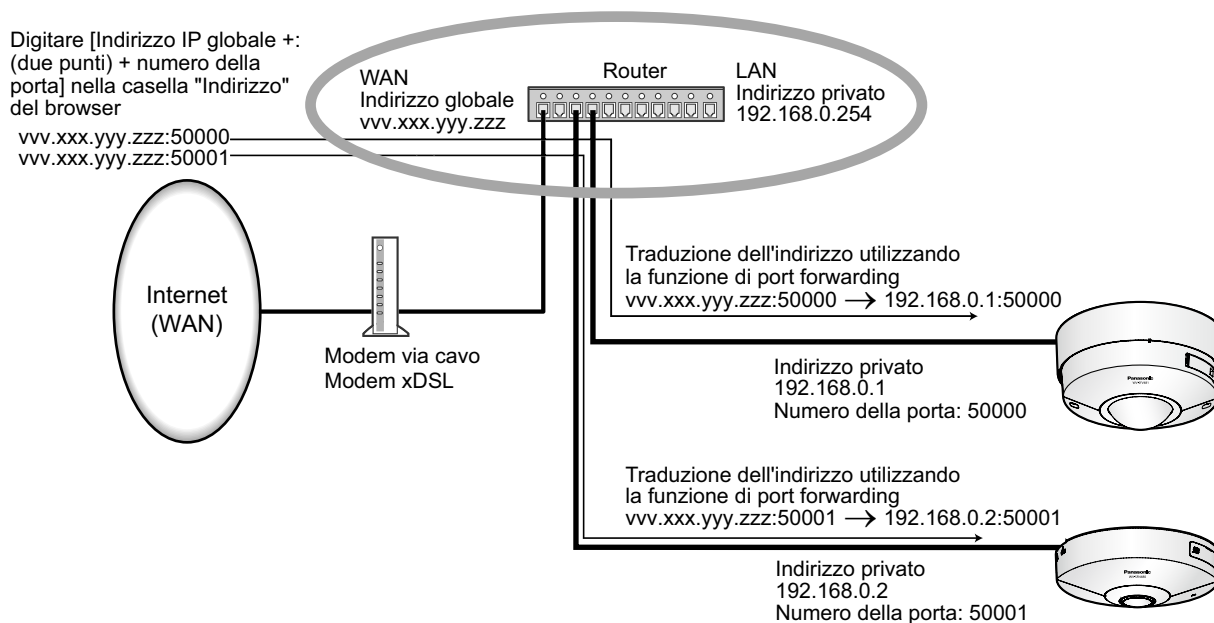 Digitare [Indirizzo IP globale +:
(due punti) + numero della
porta] nella casella "Indirizzo"
del browser
vvv.xxx.yyy.zzz:50000
vvv.xxx.yyy.zzz:50001
WAN
Indirizzo globale
vvv.xxx.yyy.zzz
Router
LAN
Indirizzo privato
192.168.0.254
Internet
(WAN)
Modem via cavo
Modem xDSL
Traduzione dell'indirizzo utilizzando
la funzione di port forwarding
vvv.xxx.yyy.zzz:50000 → 192.168.0.1:50000
Indirizzo privato
192.168.0.1
Numero della porta: 50000
Panasonic
Traduzione dell'indirizzo utilizzando
la funzione di port forwarding
vvv.xxx.yyy.zzz:50001 → 192.168.0.2:50001
Indirizzo privato
192.168.0.2
Numero della porta: 50001
Panasonic